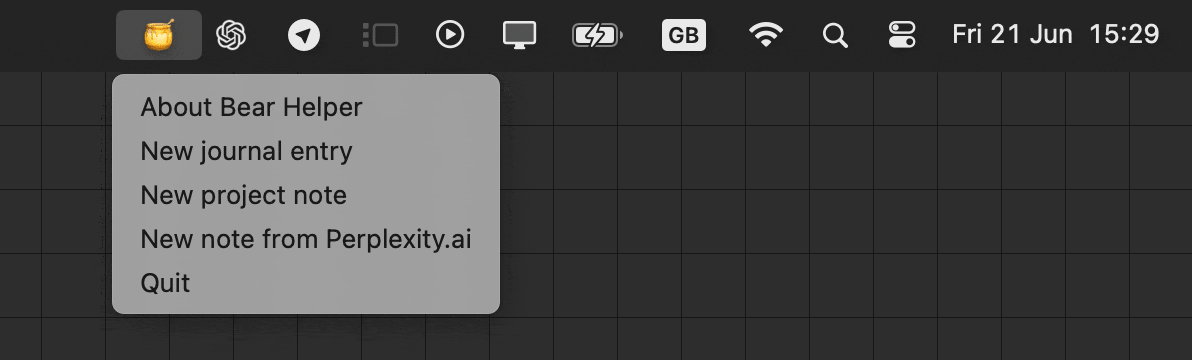 GB
Fri 21 Jun 15:29
About Bear Helper
New journal entry
New project note
New note from Perplexity.ai
Quit